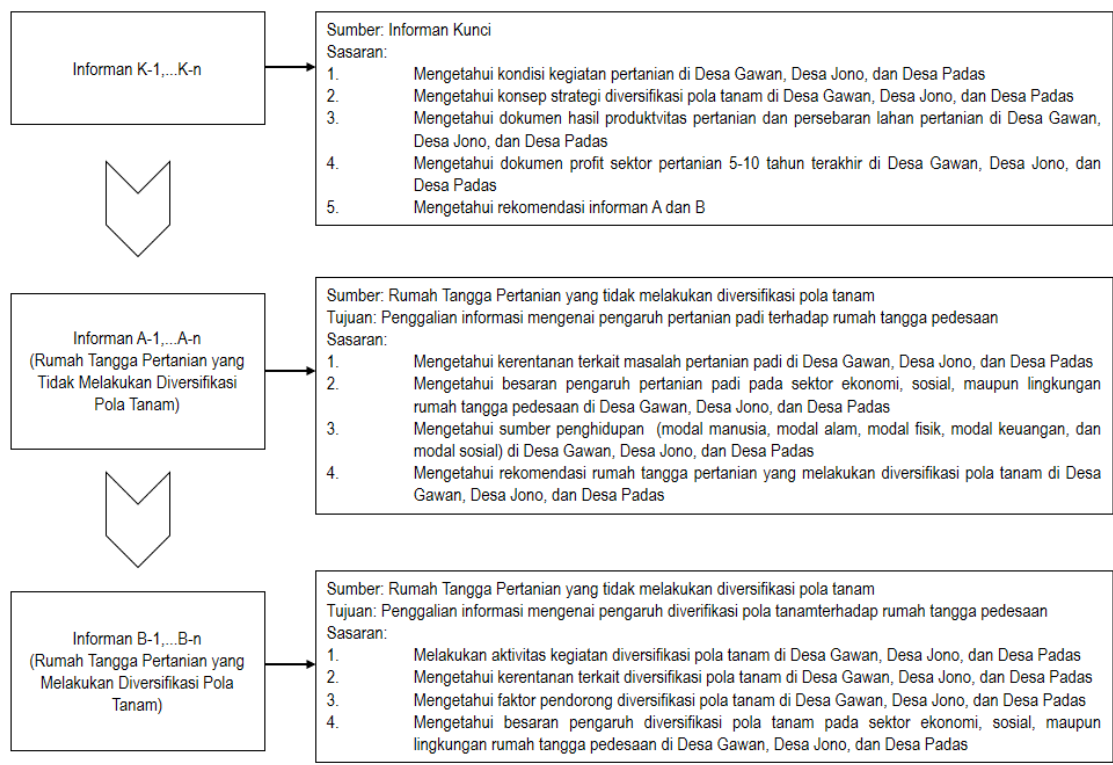 Informan K-1,...K-n
Sumber: Informan Kunci
Sasaran:
1. Mengetahui kondisi kegiatan pertanian di Desa Gawan, Desa Jono, dan Desa Padas
2. Mengetahui konsep strategi diversifikasi pola tanam di Desa Gawan, Desa Jono, dan Desa Padas
3. Mengetahui dokumen hasil produktvitas pertanian dan persebaran lahan pertanian di Desa Gawan,
Desa Jono, dan Desa Padas
4. Mengetahui dokumen profit sektor pertanian 5-10 tahun terakhir di Desa Gawan, Desa Jono, dan
Desa Padas
5. Mengetahui rekomendasi informan A dan B
Informan A-1,...A-n
(Rumah Tangga Pertanian yang
Tidak Melakukan Diversifikasi
Pola Tanam)
Sumber: Rumah Tangga Pertanian yang tidak melakukan diversifikasi pola tanam
Tujuan: Penggalian informasi mengenai pengaruh pertanian padi terhadap rumah tangga pedesaan
Sasaran:
1. Mengetahui kerentanan terkait masalah pertanian padi di Desa Gawan, Desa Jono, dan Desa Padas
2. Mengetahui besaran pengaruh pertanian padi pada sektor ekonomi, sosial, maupun lingkungan
rumah tangga pedesaan di Desa Gawan, Desa Jono, dan Desa Padas
3. Mengetahui sumber penghidupan (modal manusia, modal alam, modal fisik, modal keuangan, dan
modal sosial) di Desa Gawan, Desa Jono, dan Desa Padas
4. Mengetahui rekomendasi rumah tangga pertanian yang melakukan diversifikasi pola tanam di Desa
Gawan, Desa Jono, dan Desa Padas
Informan B-1,...B-n
(Rumah Tangga Pertanian yang
Melakukan Diversifikasi Pola
Tanam)
Sumber: Rumah Tangga Pertanian yang tidak melakukan diversifikasi pola tanam
Tujuan: Penggalian informasi mengenai pengaruh diverifikasi pola tanamterhadap rumah tangga pedesaan
Sasaran:
1. Melakukan aktivitas kegiatan diversifikasi pola tanam di Desa Gawan, Desa Jono, dan Desa Padas
2. Mengetahui kerentanan terkait diversifikasi pola tanam di Desa Gawan, Desa Jono, dan Desa Padas
3. Mengetahui faktor pendorong diversifikasi pola tanam di Desa Gawan, Desa Jono, dan Desa Padas
4. Mengetahui besaran pengaruh diversifikasi pola tanam pada sektor ekonomi, sosial, maupun
lingkungan rumah tangga pedesaan di Desa Gawan, Desa Jono, dan Desa Padas